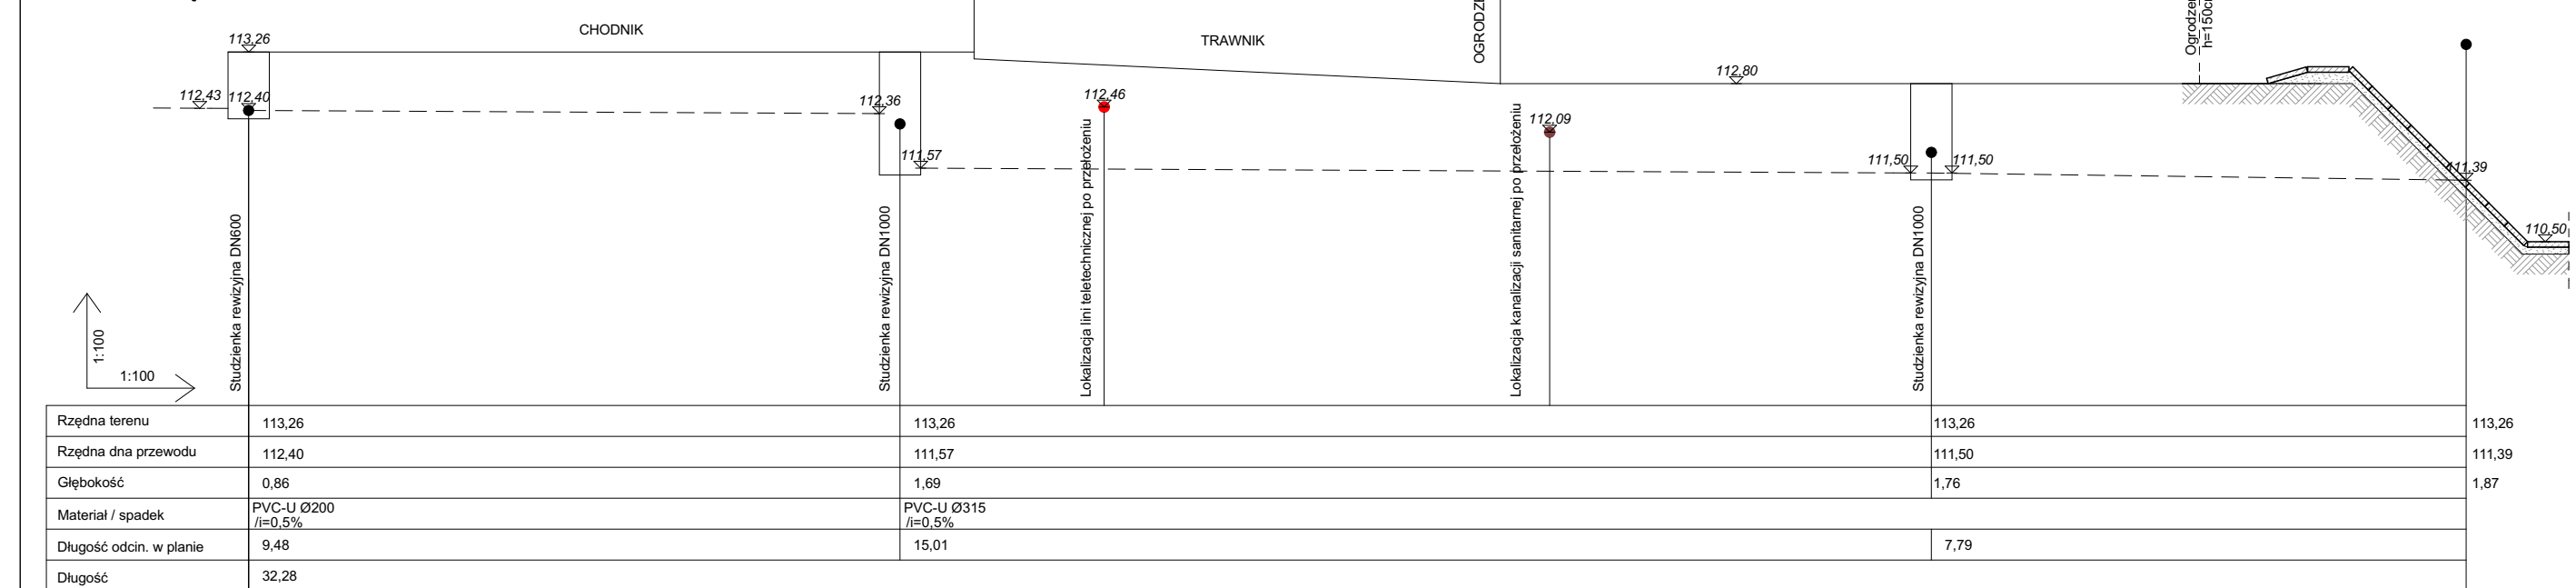 CHODNIK
TRAWNIK
OGRODZE
Ogrodzen
h=150c
113,26
112,43
112,40
112,36
111,57
112,46
112,09
112,80
111,50
111,50
111,39
110,50
Studzienka rewizyjna DN600
Studzienka rewizyjna DN1000
Lokalizacja lini teletechnicznej po przełożeniu
Lokalizacja kanalizacji sanitarnej po przełożeniu
Studzienka rewizyjna DN1000
1:100
1:100
Rzędna terenu 113,26 113,26 113,26 113,26
Rzędna dna przewodu 112,40 111,57 111,50 111,39
Głębokość 0,86 1,69 1,76 1,87
Materiał / spadek PVC-U Ø200 PVC-U Ø315
/i=0,5% /i=0,5%
Długość odcin. w planie 9,48 15,01 7,79
Długość 32,28